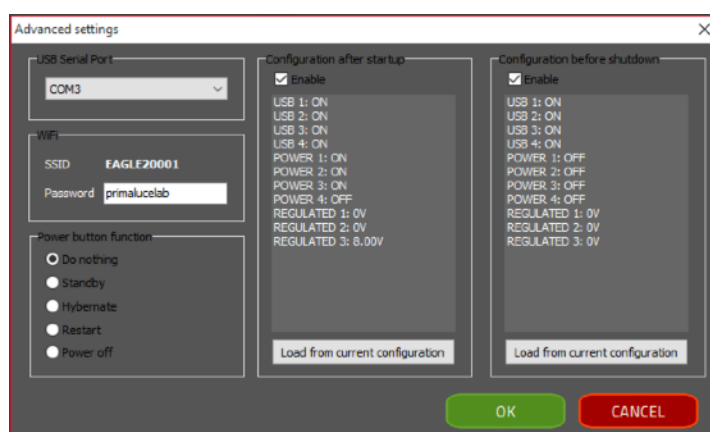 Advanced settings
USB Serial Port
COM3
WiFi
SSID EAGLE20001
Password primalucelab
Power button function
Do nothing
Standby
Hybernate
Restart
Power off
Configuration after startup
Enable
USB 1: ON
USB 2: ON
USB 3: ON
USB 4: ON
POWER 1: ON
POWER 2: ON
POWER 3: ON
POWER 4: OFF
REGULATED 1: 0V
REGULATED 2: 0V
REGULATED 3: 8.00V
Load from current configuration
Configuration before shutdown
Enable
USB 1: ON
USB 2: ON
USB 3: ON
USB 4: ON
POWER 1: OFF
POWER 2: OFF
POWER 3: OFF
POWER 4: OFF
REGULATED 1: 0V
REGULATED 2: 0V
REGULATED 3: 0V
Load from current configuration
OK
CANCEL